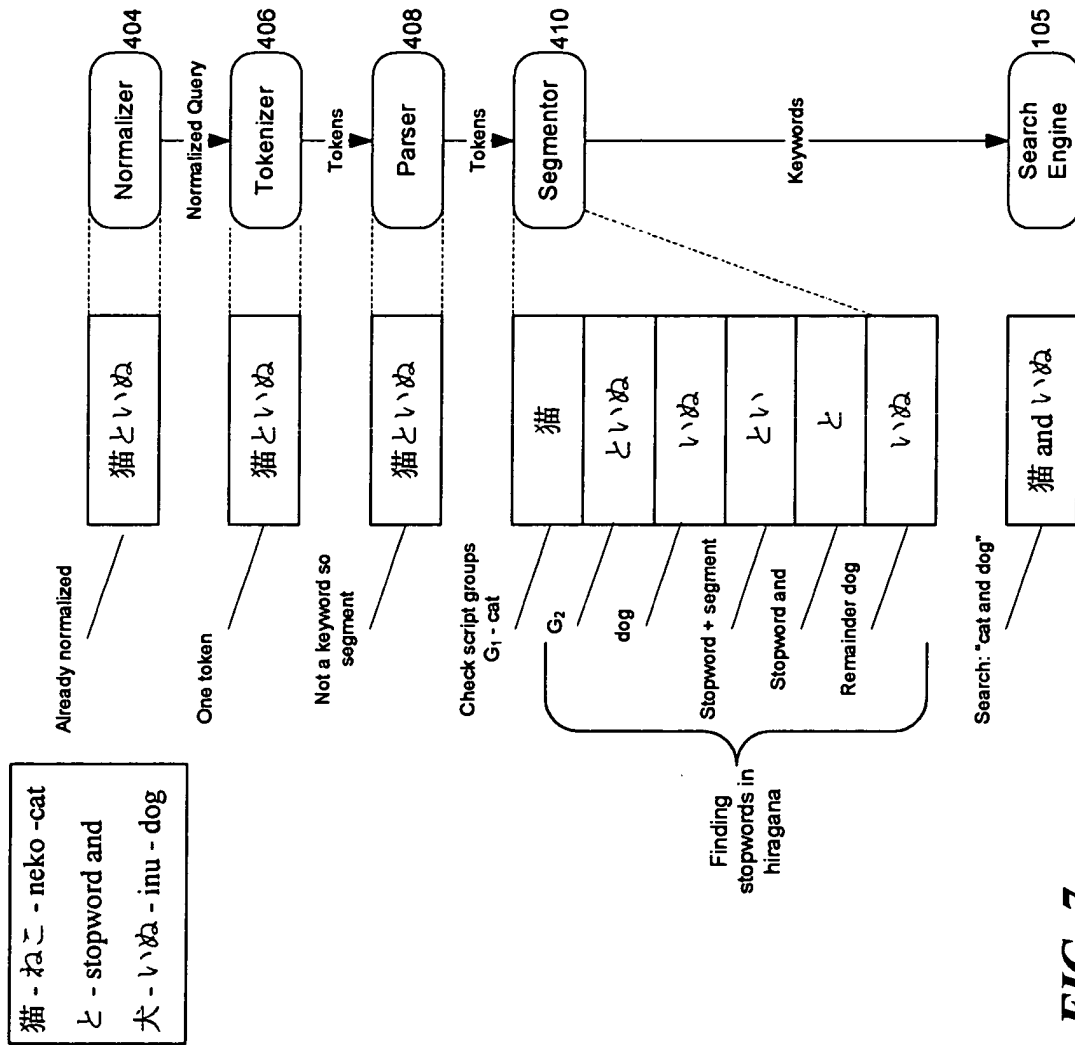 猫 - ねこ - neko - cat
と - stopword and
犬 - いぬ - inu - dog
Already normalized
猫といぬ
Normalizer
404
Normalized Query
One token
猫といぬ
Tokenizer
406
Tokens
Not a keyword so
segment
猫といぬ
Parser
408
Tokens
Check script groups
G₁ - cat
猫
Segmentor
410
G₂
といぬ
dog
いぬ
Stopword + segment
とい
Stopword and
と
Remainder dog
いぬ
Finding
stopwords in
hiragana
Keywords
Search: "cat and dog"
猫 and いぬ
Search
Engine
105
FIG. 7